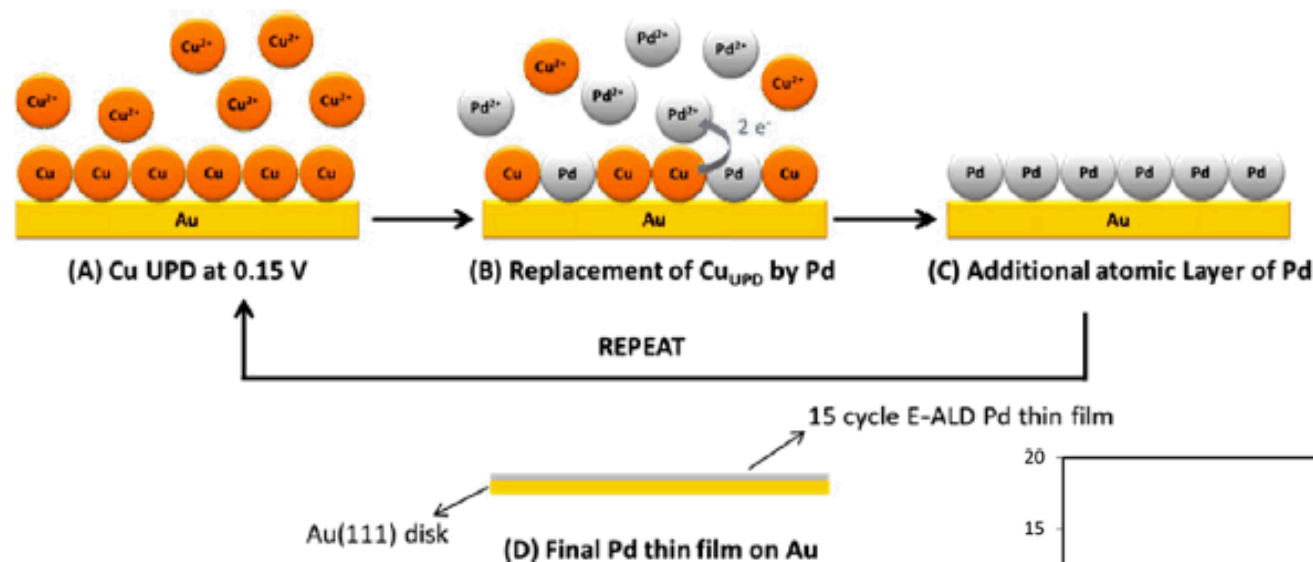 Cu²⁺ Cu²⁺
Cu²⁺ Cu²⁺ Cu²⁺ Cu²⁺
Cu Cu Cu Cu Cu Cu
Au
(A) Cu UPD at 0.15 V
Pd²⁺ Pd²⁺
Cu²⁺ Cu²⁺
Pd²⁺ Pd²⁺ Pd²⁺
2 e⁻
Cu Pd Cu Cu Pd Cu
Au
(B) Replacement of Cu_UPD by Pd
Pd Pd Pd Pd Pd Pd
Au
(C) Additional atomic Layer of Pd
REPEAT
15 cycle E-ALD Pd thin film
Au(111) disk
(D) Final Pd thin film on Au
20
15